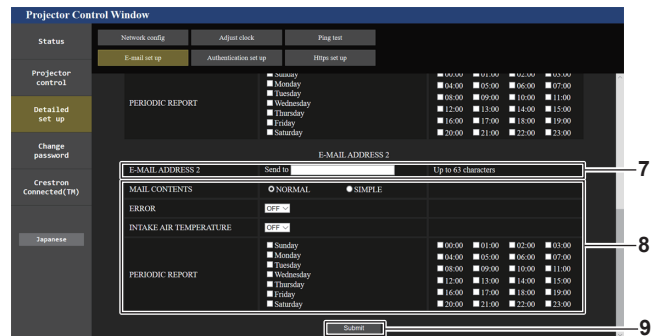 Projector Control Window
Status
Network config
Adjust clock
Ping test
E-mail set up
Authentication set up
Https set up
Projector
control
Detailed
set up
Change
password
Crestron
Connected(TM)
Japanese
PERIODIC REPORT
Sunday
Monday
Tuesday
Wednesday
Thursday
Friday
Saturday
00:00 01:00 02:00 03:00
04:00 05:00 06:00 07:00
08:00 09:00 10:00 11:00
12:00 13:00 14:00 15:00
16:00 17:00 18:00 19:00
20:00 21:00 22:00 23:00
E-MAIL ADDRESS 2
E-MAIL ADDRESS 2 Send to Up to 63 characters
7
MAIL CONTENTS NORMAL SIMPLE
ERROR OFF
INTAKE AIR TEMPERATURE OFF
8
PERIODIC REPORT
Sunday
Monday
Tuesday
Wednesday
Thursday
Friday
Saturday
00:00 01:00 02:00 03:00
04:00 05:00 06:00 07:00
08:00 09:00 10:00 11:00
12:00 13:00 14:00 15:00
16:00 17:00 18:00 19:00
20:00 21:00 22:00 23:00
Submit
9